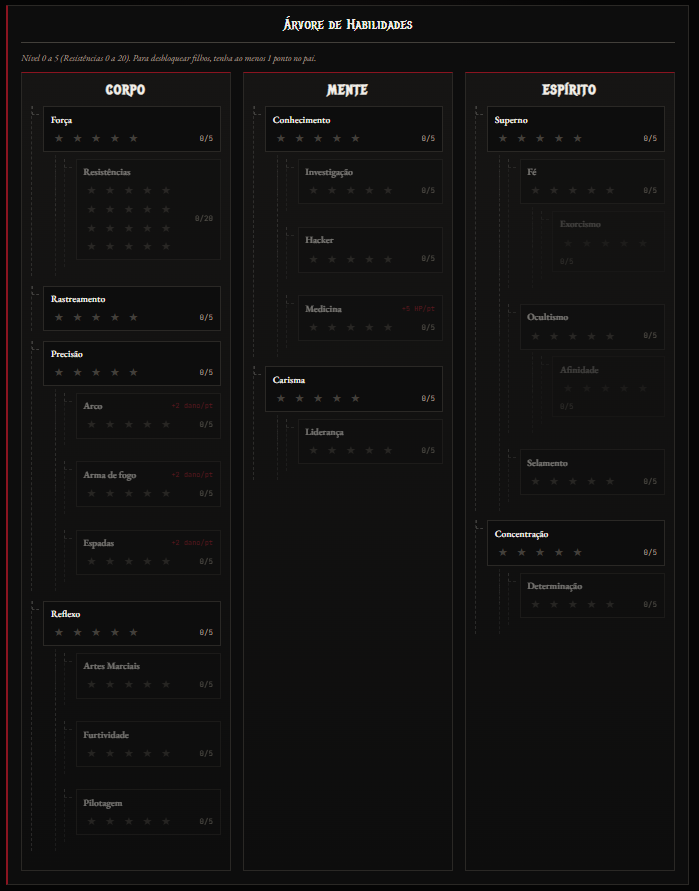 Árvore de Habilidades
Nível 0 a 5 (Resistências 0 a 20). Para desbloquear filhos, tenha ao menos 1 ponto no pai.
CORPO
Força
★ ★ ★ ★ ★ 0/5
Resistências
★ ★ ★ ★ ★
★ ★ ★ ★ ★
0/20
★ ★ ★ ★ ★
★ ★ ★ ★ ★
Rastreamento
★ ★ ★ ★ ★ 0/5
Precisão
★ ★ ★ ★ ★ 0/5
Arco +2 dano/pt
★ ★ ★ ★ ★ 0/5
Arma de fogo +2 dano/pt
★ ★ ★ ★ ★ 0/5
Espadas +2 dano/pt
★ ★ ★ ★ ★ 0/5
Reflexo
★ ★ ★ ★ ★ 0/5
Artes Marciais
★ ★ ★ ★ ★ 0/5
Furtividade
★ ★ ★ ★ ★ 0/5
Pilotagem
★ ★ ★ ★ ★ 0/5
MENTE
Conhecimento
★ ★ ★ ★ ★ 0/5
Investigação
★ ★ ★ ★ ★ 0/5
Hacker
★ ★ ★ ★ ★ 0/5
Medicina +5 HP/pt
★ ★ ★ ★ ★ 0/5
Carisma
★ ★ ★ ★ ★ 0/5
Liderança
★ ★ ★ ★ ★ 0/5
ESPÍRITO
Superno
★ ★ ★ ★ ★ 0/5
Fé
★ ★ ★ ★ ★ 0/5
Exorcismo
★ ★ ★ ★ ★
0/5
Ocultismo
★ ★ ★ ★ ★ 0/5
Afinidade
★ ★ ★ ★ ★
0/5
Selamento
★ ★ ★ ★ ★ 0/5
Concentração
★ ★ ★ ★ ★ 0/5
Determinação
★ ★ ★ ★ ★ 0/5